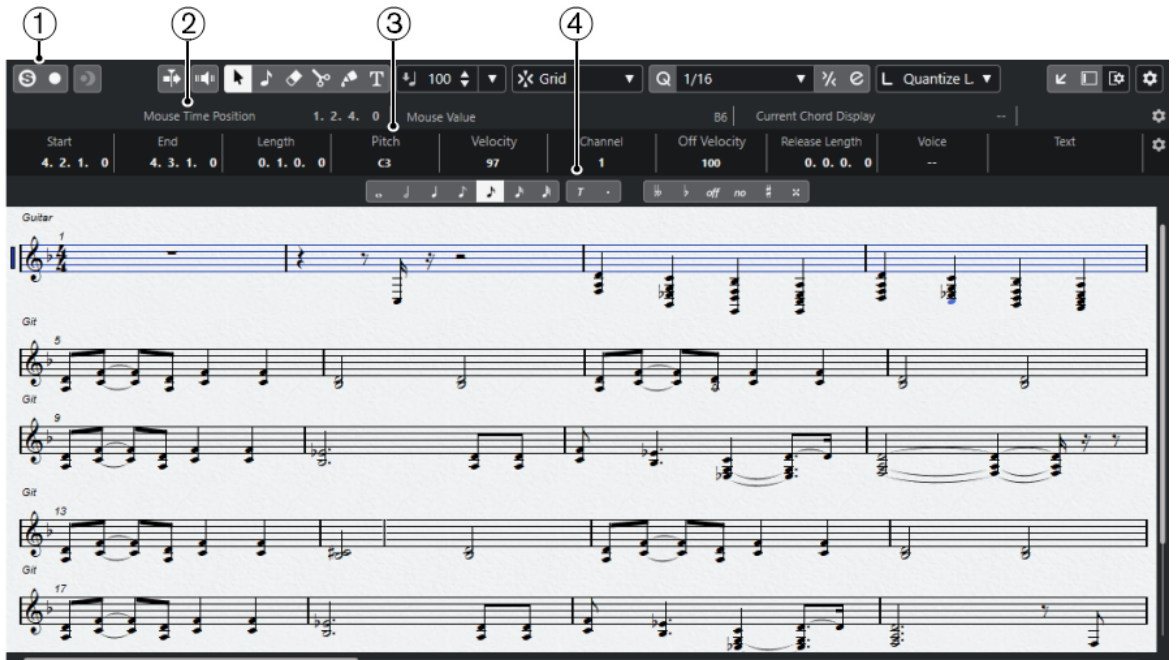 1 2 3 4
S T 100 Grid Q 1/16 e L Quantize L.
Mouse Time Position 1. 2. 4. 0 Mouse Value B6 Current Chord Display --
Start End Length Pitch Velocity Channel Off Velocity Release Length Voice Text
4. 2. 1. 0 4. 3. 1. 0 0. 1. 0. 0 C3 97 1 100 0. 0. 0. 0 --
T . off no
Guitar
1
4
4
Git
5
Git
9
Git
13
Git
17